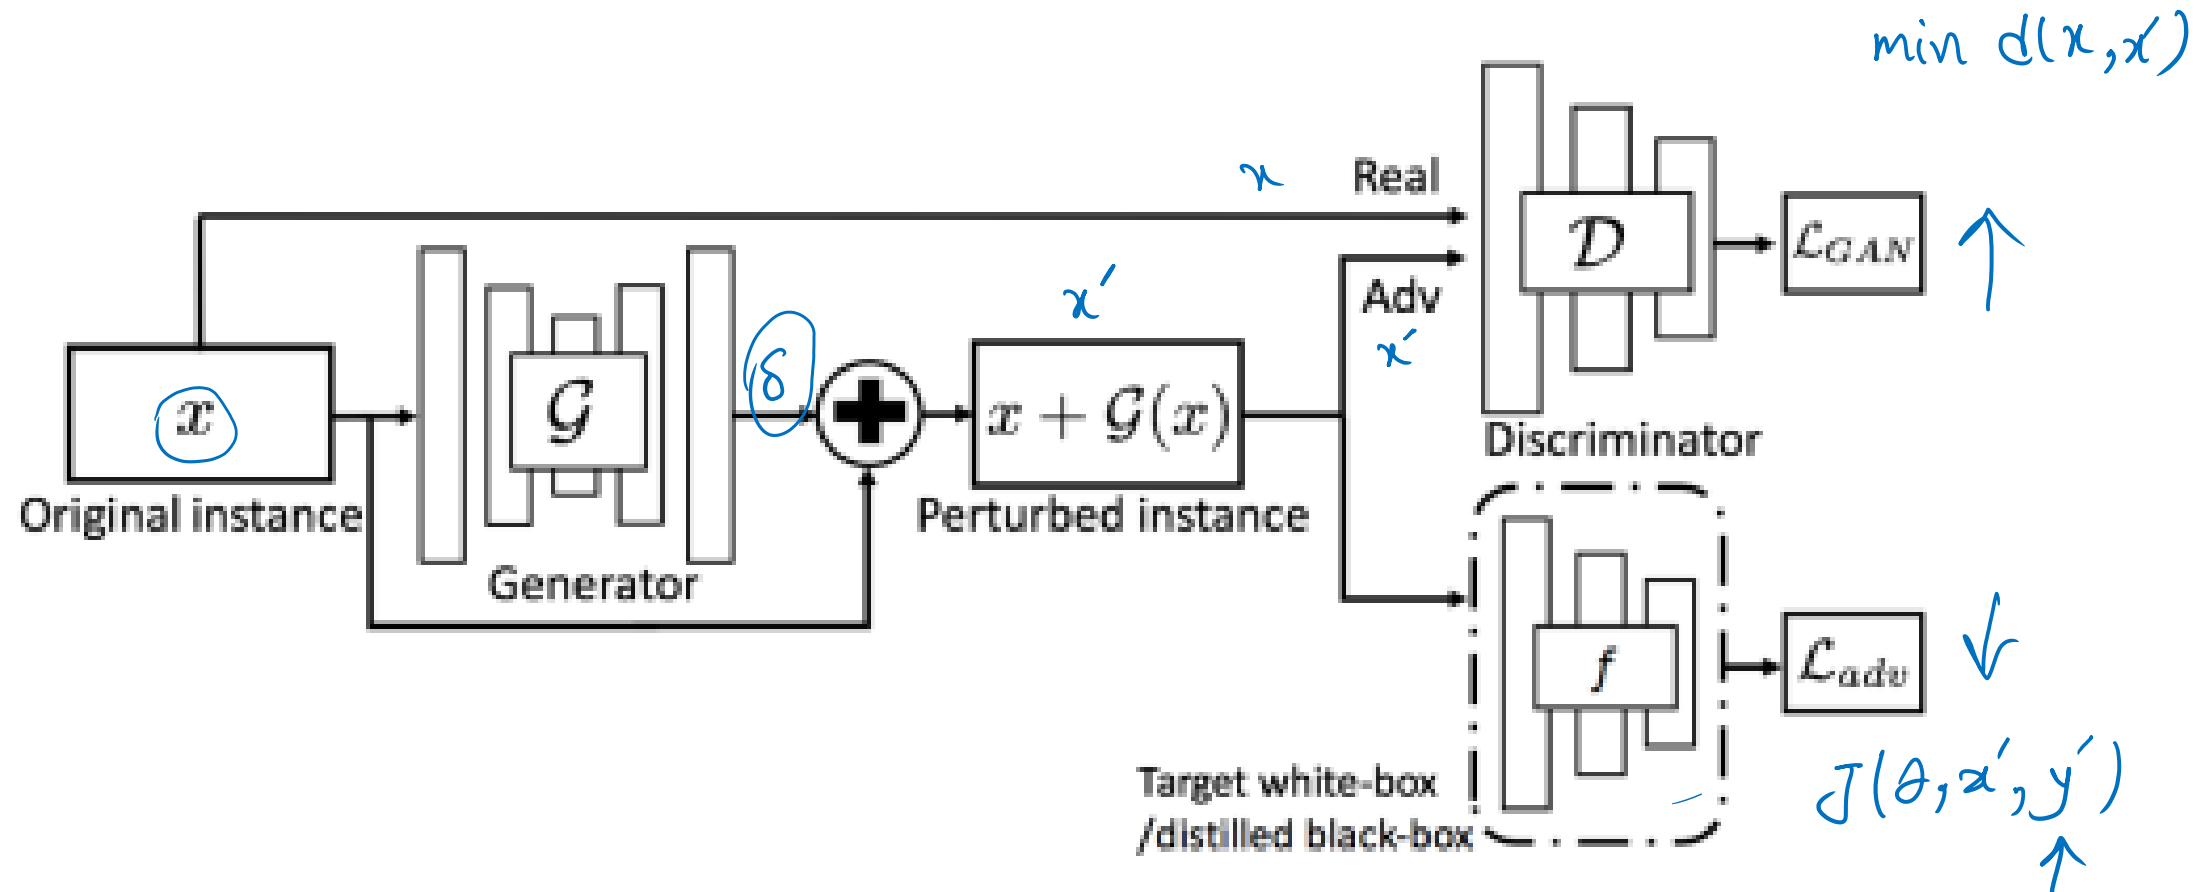 min d(x, x′)
x Real
D
L_GAN ↑
Adv
x′
Discriminator
x
Original instance
G
Generator
δ
+
x′
x + G(x)
Perturbed instance
f
L_adv ↓
Target white-box
/distilled black-box
J(θ, x′, y′)
↑